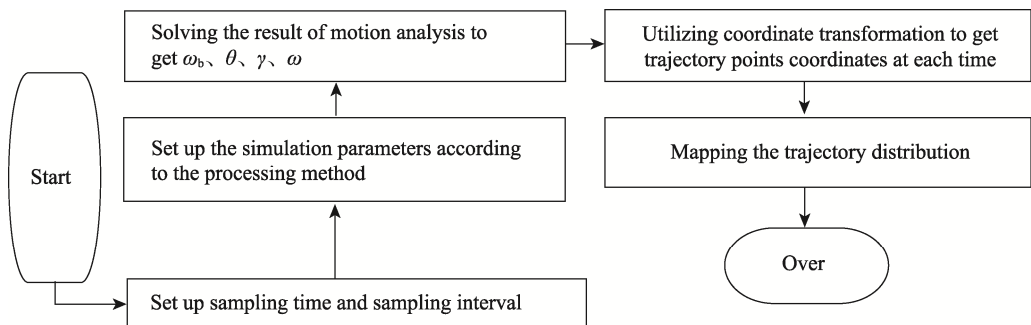 Start
Set up sampling time and sampling interval
Set up the simulation parameters according
to the processing method
Solving the result of motion analysis to
get ωb、θ、γ、ω
Utilizing coordinate transformation to get
trajectory points coordinates at each time
Mapping the trajectory distribution
Over